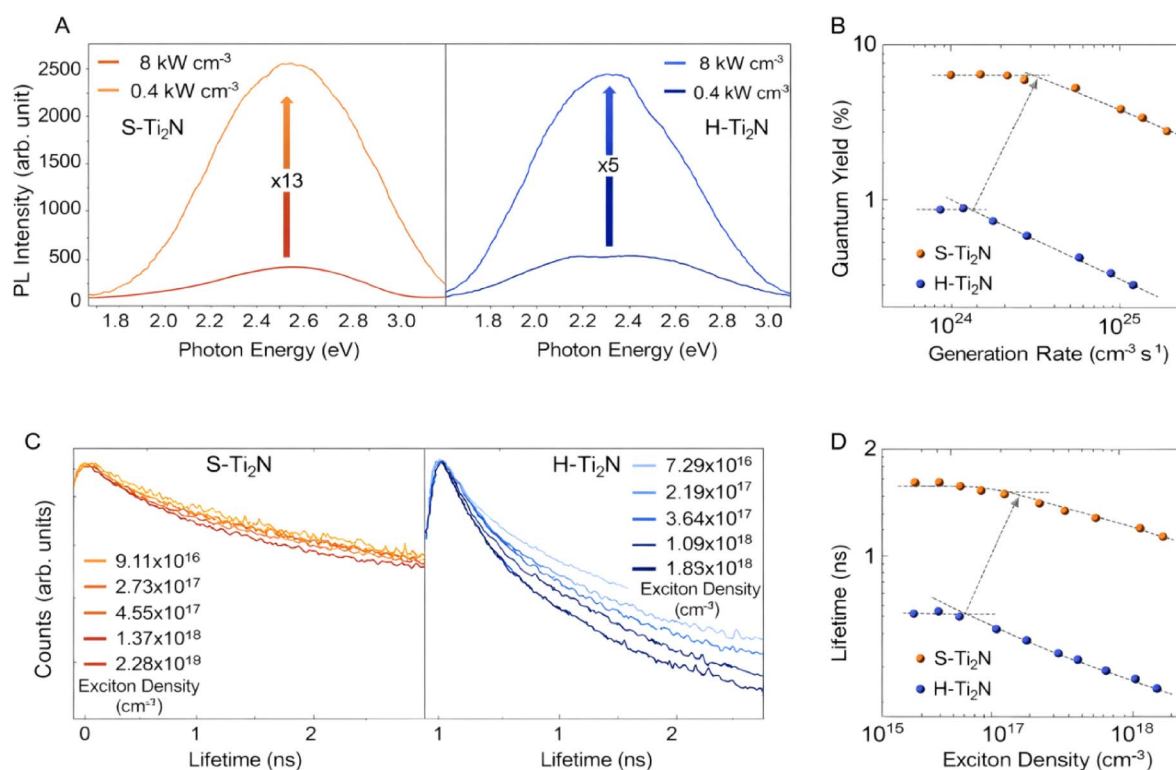 A
8 kW cm⁻³
0.4 kW cm⁻³
S-Ti₂N
x13
PL Intensity (arb. unit)
2500
2000
1500
1000
500
0
1.8 2.0 2.2 2.4 2.6 2.8 3.0
Photon Energy (eV)
8 kW cm⁻³
0.4 kW cm⁻³
H-Ti₂N
x5
1.8 2.0 2.2 2.4 2.6 2.8 3.0
Photon Energy (eV)
B
Quantum Yield (%)
10
1
S-Ti₂N
H-Ti₂N
10²⁴ 10²⁵
Generation Rate (cm⁻³ s⁻¹)
C
S-Ti₂N
Counts (arb. units)
9.11x10¹⁶
2.73x10¹⁷
4.55x10¹⁷
1.37x10¹⁸
2.28x10¹⁸
Exciton Density
(cm⁻³)
0 1 2
Lifetime (ns)
H-Ti₂N
7.29x10¹⁶
2.19x10¹⁷
3.64x10¹⁷
1.09x10¹⁸
1.83x10¹⁸
Exciton Density
(cm⁻³)
1 1 2
Lifetime (ns)
D
Lifetime (ns)
2
1
S-Ti₂N
H-Ti₂N
10¹⁵ 10¹⁷ 10¹⁸
Exciton Density (cm⁻³)